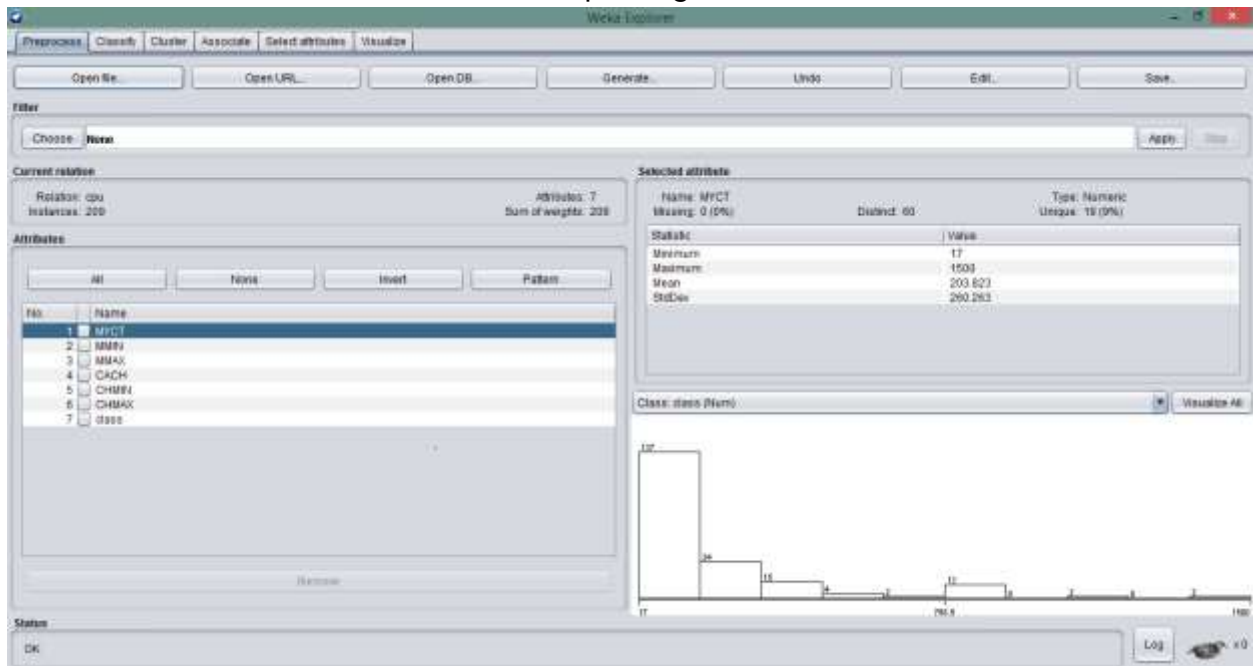 Weka Explorer
Preprocess Classify Cluster Associate Select attributes Visualize
Open file... Open URL... Open DB... Generate... Undo Edit... Save...
Filter
Choose None Apply Stop
Current relation
Relation: cpu Attributes: 7
Instances: 209 Sum of weights: 209
Attributes
All None Invert Pattern
No. Name
1 MYCT
2 MMIN
3 MMAX
4 CACH
5 CHMIN
6 CHMAX
7 class
Remove
Selected attribute
Name: MYCT Type: Numeric
Missing: 0 (0%) Distinct: 60 Unique: 19 (9%)
Statistic Value
Minimum 17
Maximum 1500
Mean 203.823
StdDev 260.263
Class: class (Num) Visualize All
137
34
12
17 758.5 1500
Status
OK
Log x 0